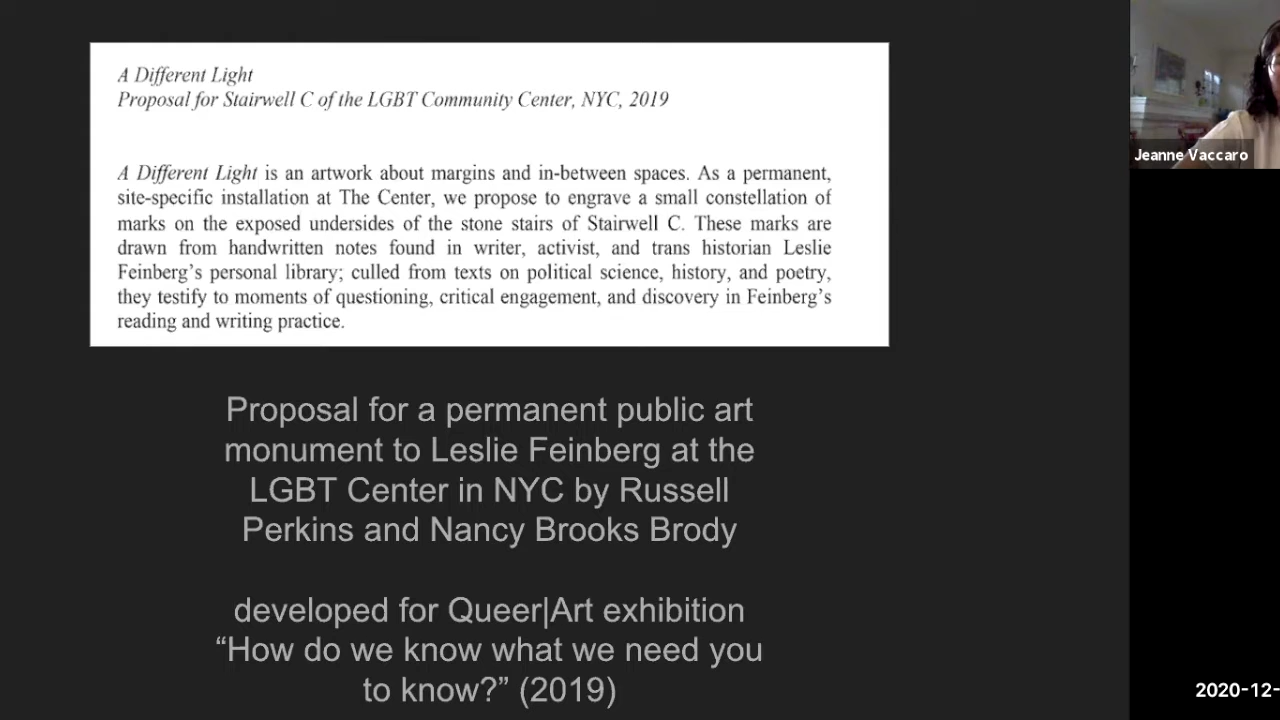 A Different Light
Proposal for Stairwell C of the LGBT Community Center, NYC, 2019
A Different Light is an artwork about margins and in-between spaces. As a permanent,
site-specific installation at The Center, we propose to engrave a small constellation of
marks on the exposed undersides of the stone stairs of Stairwell C. These marks are
drawn from handwritten notes found in writer, activist, and trans historian Leslie
Feinberg’s personal library; culled from texts on political science, history, and poetry,
they testify to moments of questioning, critical engagement, and discovery in Feinberg’s
reading and writing practice.
Proposal for a permanent public art
monument to Leslie Feinberg at the
LGBT Center in NYC by Russell
Perkins and Nancy Brooks Brody
developed for Queer|Art exhibition
“How do we know what we need you
to know?” (2019)
Jeanne Vaccaro
2020-12-